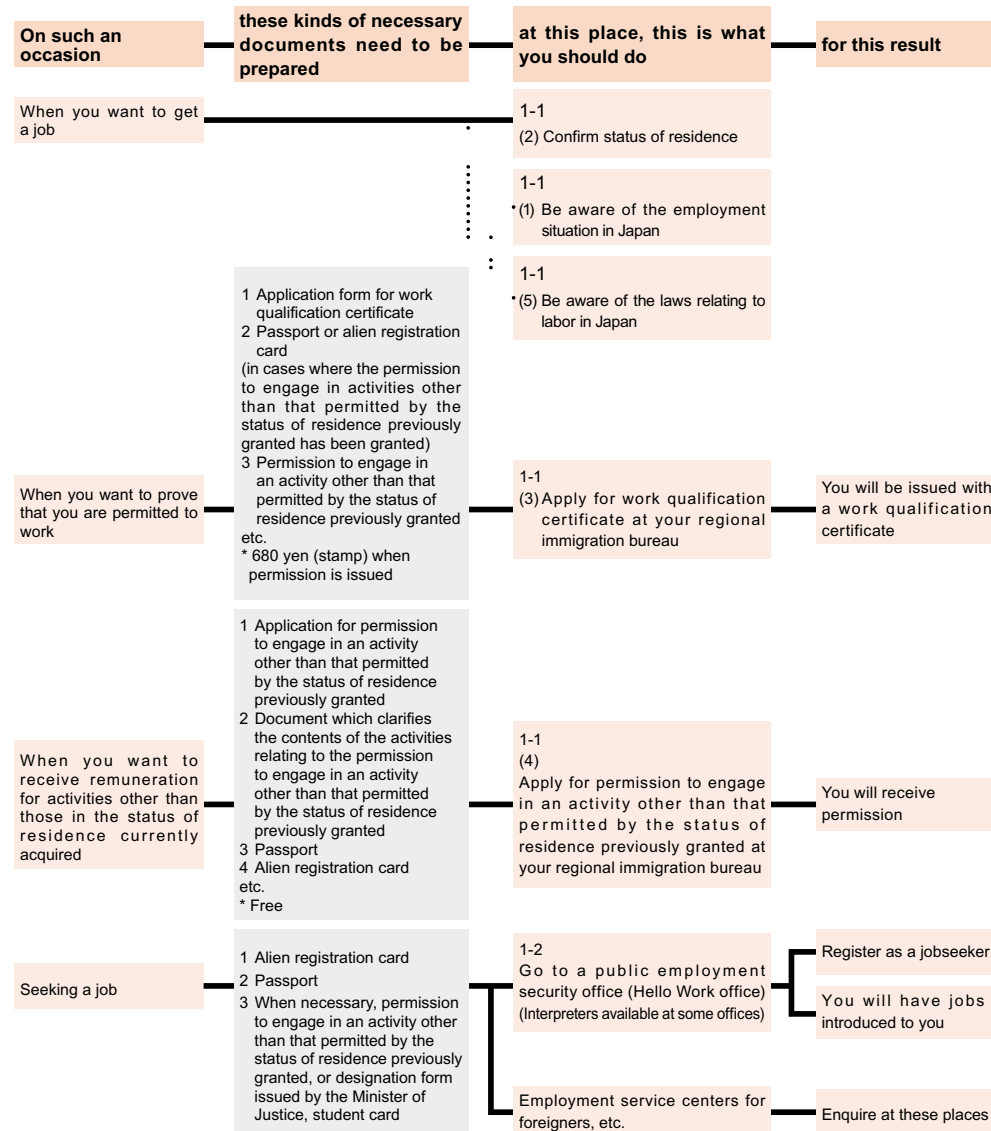 On such an
occasion
these kinds of necessary
documents need to be
prepared
at this place, this is what
you should do
for this result
When you want to get
a job
1-1
(2) Confirm status of residence
1-1
(1) Be aware of the employment
situation in Japan
1-1
(5) Be aware of the laws relating to
labor in Japan
When you want to prove
that you are permitted to
work
1 Application form for work
qualification certificate
2 Passport or alien registration
card
(in cases where the permission
to engage in activities other
than that permitted by the
status of residence previously
granted has been granted)
3 Permission to engage in
an activity other than that
permitted by the status of
residence previously granted
etc.
* 680 yen (stamp) when
permission is issued
1-1
(3) Apply for work qualification
certificate at your regional
immigration bureau
You will be issued with
a work qualification
certificate
When you want to
receive remuneration
for activities other than
those in the status of
residence currently
acquired
1 Application for permission
to engage in an activity
other than that permitted
by the status of residence
previously granted
2 Document which clarifies
the contents of the activities
relating to the permission
to engage in an activity
other than that permitted
by the status of residence
previously granted
3 Passport
4 Alien registration card
etc.
* Free
1-1
(4)
Apply for permission to engage
in an activity other than that
permitted by the status of
residence previously granted at
your regional immigration bureau
You will receive
permission
Seeking a job
1 Alien registration card
2 Passport
3 When necessary, permission
to engage in an activity other
than that permitted by the
status of residence previously
granted, or designation form
issued by the Minister of
Justice, student card
1-2
Go to a public employment
security office (Hello Work office)
(Interpreters available at some offices)
Register as a jobseeker
You will have jobs
introduced to you
Employment service centers for
foreigners, etc.
Enquire at these places